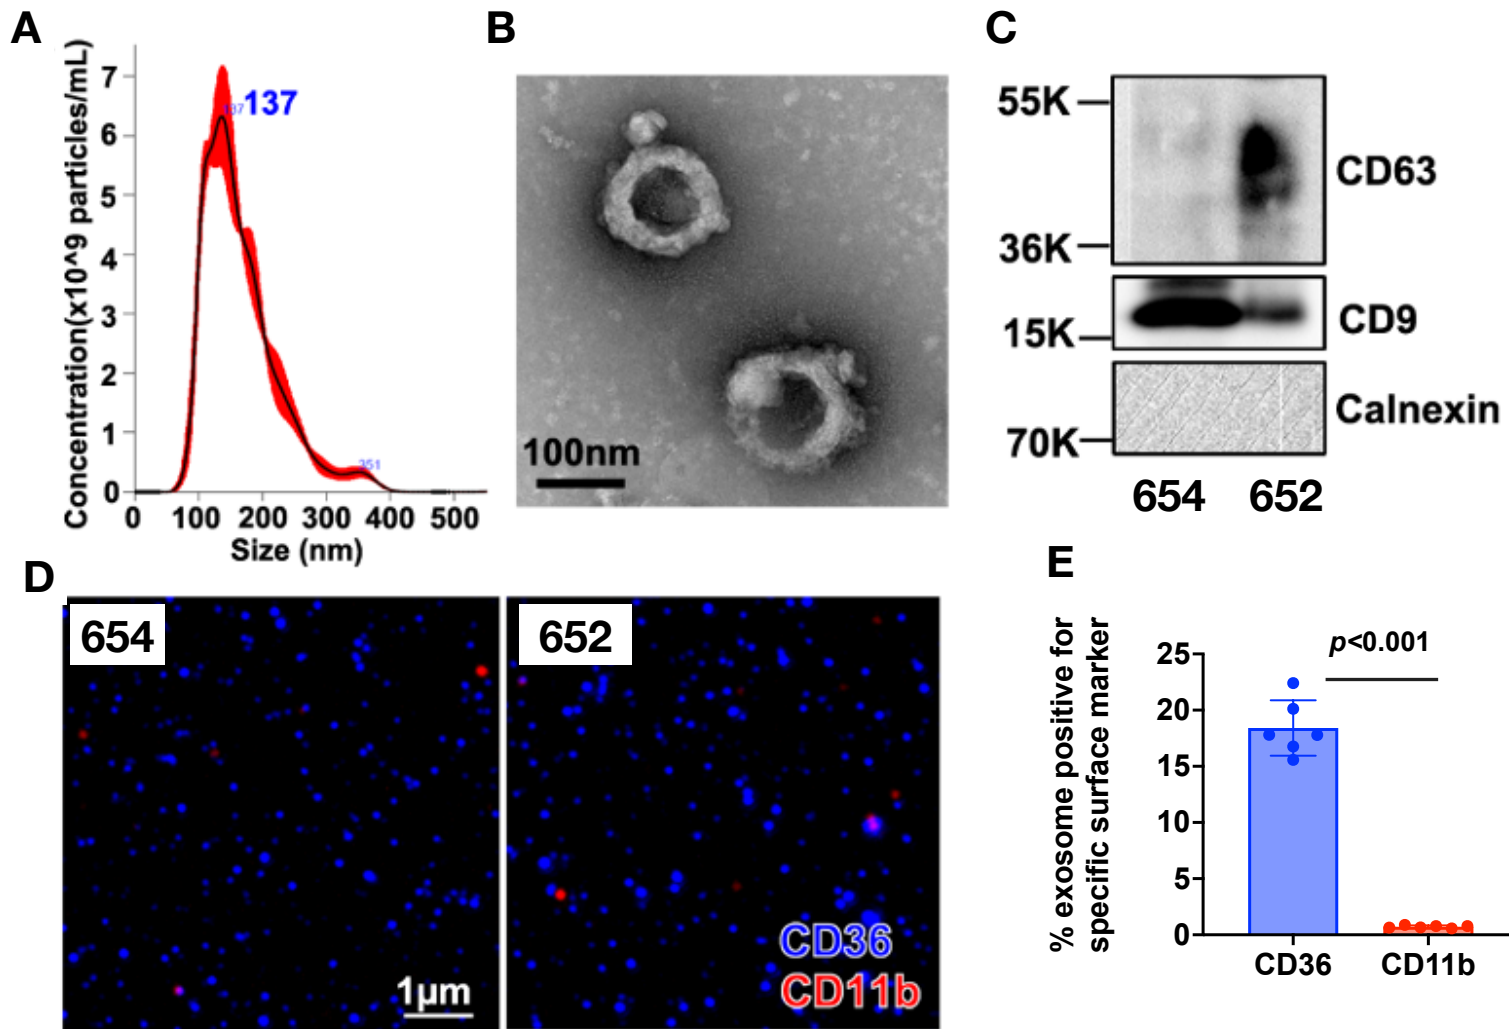 A
Concentration(x10^9 particles/mL)
7
6
5
4
3
2
1
0
137
137
351
0 100 200 300 400 500
Size (nm)
B
100nm
C
55K
CD63
36K
CD9
15K
Calnexin
70K
654 652
D
654
652
CD36
CD11b
1μm
E
% exosome positive for
specific surface marker
p<0.001
25
20
15
10
5
0
CD36 CD11b